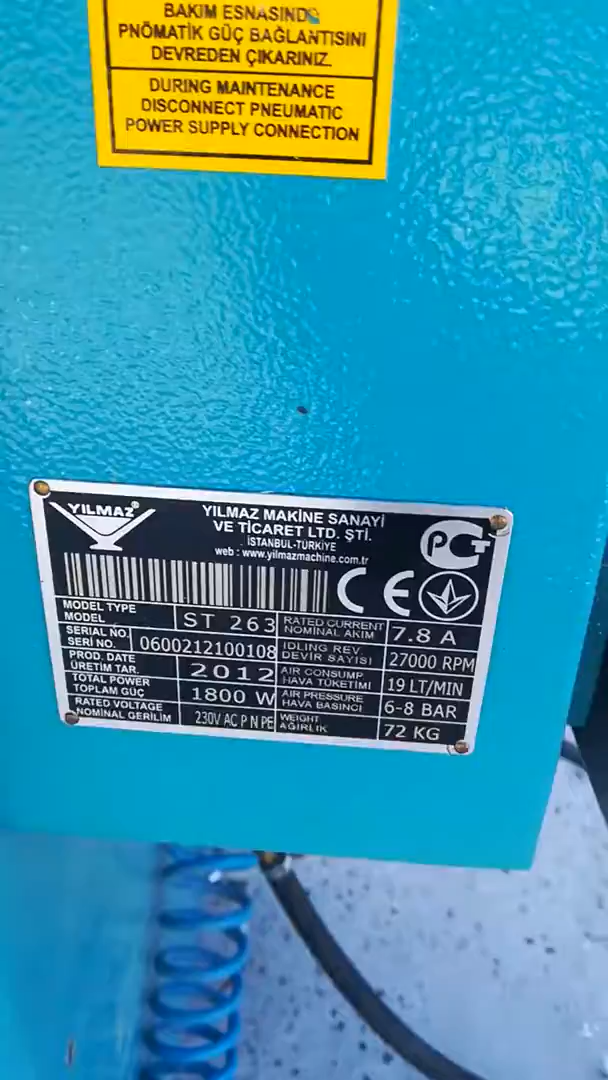 BAKIM ESNASINDA
PNÖMATİK GÜÇ BAĞLANTISINI
DEVREDEN ÇIKARINIZ.
DURING MAINTENANCE
DISCONNECT PNEUMATIC
POWER SUPPLY CONNECTION
YILMAZ®
YILMAZ MAKİNE SANAYİ
VE TİCARET LTD. ŞTİ.
İSTANBUL-TÜRKİYE
web : www.yilmazmachine.com.tr
PCT
CE
MODEL TYPE
MODEL
ST 263
RATED CURRENT
NOMİNAL AKIM
7.8 A
SERIAL NO.
SERİ NO.
0600212100108
IDLING REV.
DEVİR SAYISI
27000 RPM
PROD. DATE
ÜRETİM TAR.
2012
AIR CONSUMP
HAVA TÜKETİMİ
19 LT/MIN
TOTAL POWER
TOPLAM GÜÇ
1800 W
AIR PRESSURE
HAVA BASINCI
6-8 BAR
RATED VOLTAGE
NOMİNAL GERİLİM
230V AC P N PE
WEIGHT
AĞIRLIK
72 KG